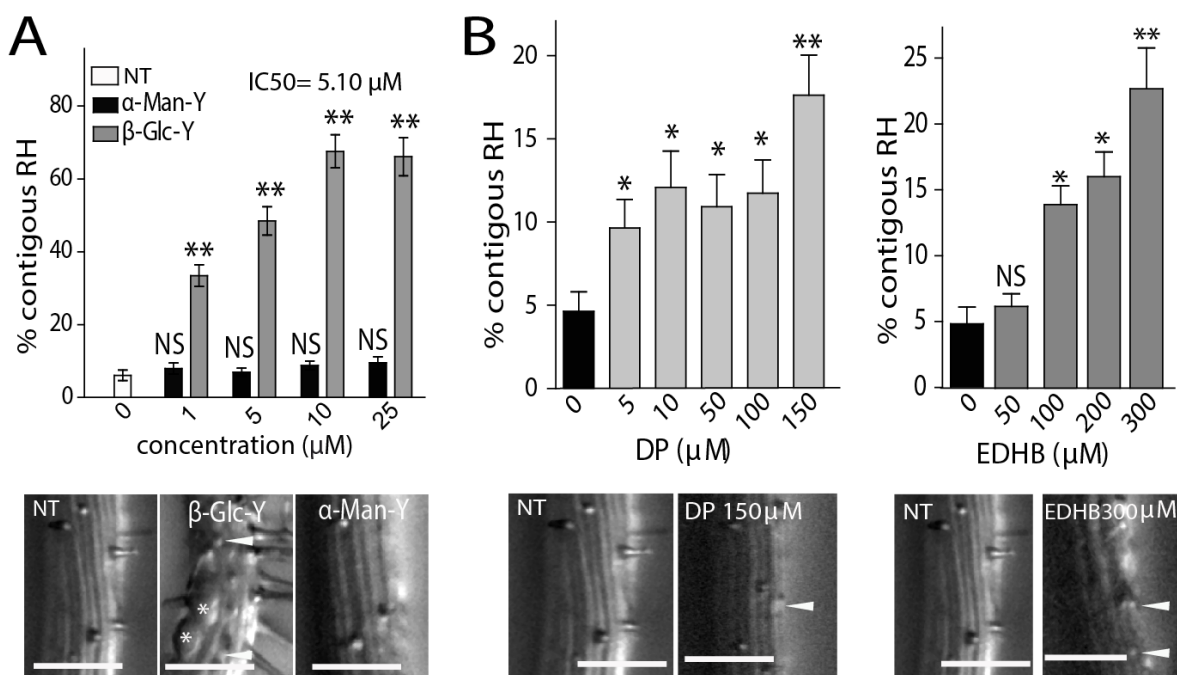 A
% contigous RH
NT
α-Man-Y
β-Glc-Y
IC50= 5.10 µM
80
60
40
20
0
** ** ** **
NS NS NS NS
0 1 5 10 25
concentration (µM)
NT
β-Glc-Y
α-Man-Y
*
*
B
% contigous RH
20
15
10
5
0
* * * * **
0 5 10 50 100 150
DP (µM)
NT
DP 150µM
% contigous RH
25
20
15
10
5
0
NS * * **
0 50 100 200 300
EDHB (µM)
NT
EDHB300µM